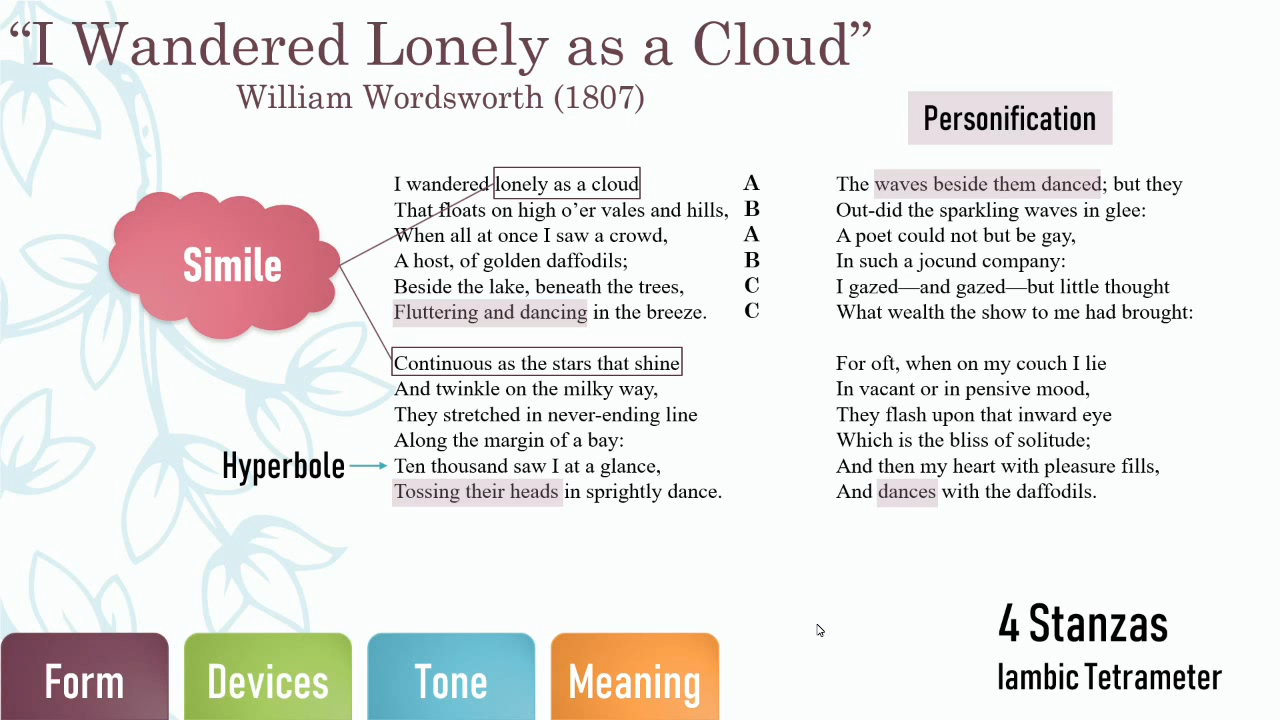 “I Wandered Lonely as a Cloud”
William Wordsworth (1807)
Personification
Simile
I wandered lonely as a cloud A
That floats on high o’er vales and hills, B
When all at once I saw a crowd, A
A host, of golden daffodils; B
Beside the lake, beneath the trees, C
Fluttering and dancing in the breeze. C
Continuous as the stars that shine
And twinkle on the milky way,
They stretched in never-ending line
Along the margin of a bay:
Hyperbole
Ten thousand saw I at a glance,
Tossing their heads in sprightly dance.
The waves beside them danced; but they
Out-did the sparkling waves in glee:
A poet could not but be gay,
In such a jocund company:
I gazed—and gazed—but little thought
What wealth the show to me had brought:
For oft, when on my couch I lie
In vacant or in pensive mood,
They flash upon that inward eye
Which is the bliss of solitude;
And then my heart with pleasure fills,
And dances with the daffodils.
4 Stanzas
Iambic Tetrameter
Form
Devices
Tone
Meaning